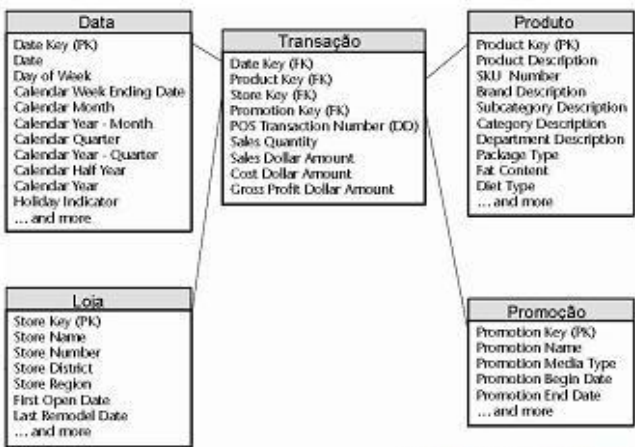 Data
Date Key (PK)
Date
Day of Week
Calendar Week Ending Date
Calendar Month
Calendar Year - Month
Calendar Quarter
Calendar Year - Quarter
Calendar Half Year
Calendar Year
Holiday Indicator
... and more
Transação
Date Key (FK)
Product Key (FK)
Store Key (FK)
Promotion Key (FK)
POS Transaction Number (DD)
Sales Quantity
Sales Dollar Amount
Cost Dollar Amount
Gross Profit Dollar Amount
Produto
Product Key (PK)
Product Description
SKU Number
Brand Description
Subcategory Description
Category Description
Department Description
Package Type
Fat Content
Diet Type
... and more
Loja
Store Key (PK)
Store Name
Store Number
Store District
Store Region
First Open Date
Last Remodel Date
... and more
Promoção
Promotion Key (PK)
Promotion Name
Promotion Media Type
Promotion Begin Date
Promotion End Date
... and more